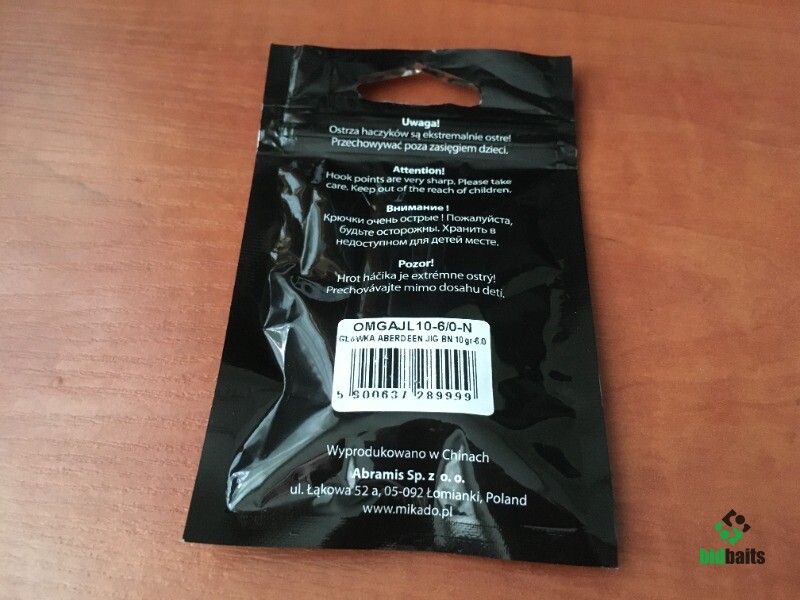 Uwaga!
Ostrza haczyków są ekstremalnie ostre!
Przechowywać poza zasięgiem dzieci.
Attention!
Hook points are very sharp. Please take
care. Keep out of the reach of children.
Внимание !
Крючки очень острые ! Пожалуйста,
будьте осторожны. Хранить в
недоступном для детей месте.
Pozor!
Hrot háčika je extrémne ostrý!
Prechovávajte mimo dosahu detí.
OMGAJL10-6/0-N
GŁÓWKA ABERDEEN JIG BN 10 gr-6.0
5 900637 289999
Wyprodukowano w Chinach
Abramis Sp. z o. o.
ul. Łąkowa 52 a, 05-092 Łomianki, Poland
www.mikado.pl
bidbaits